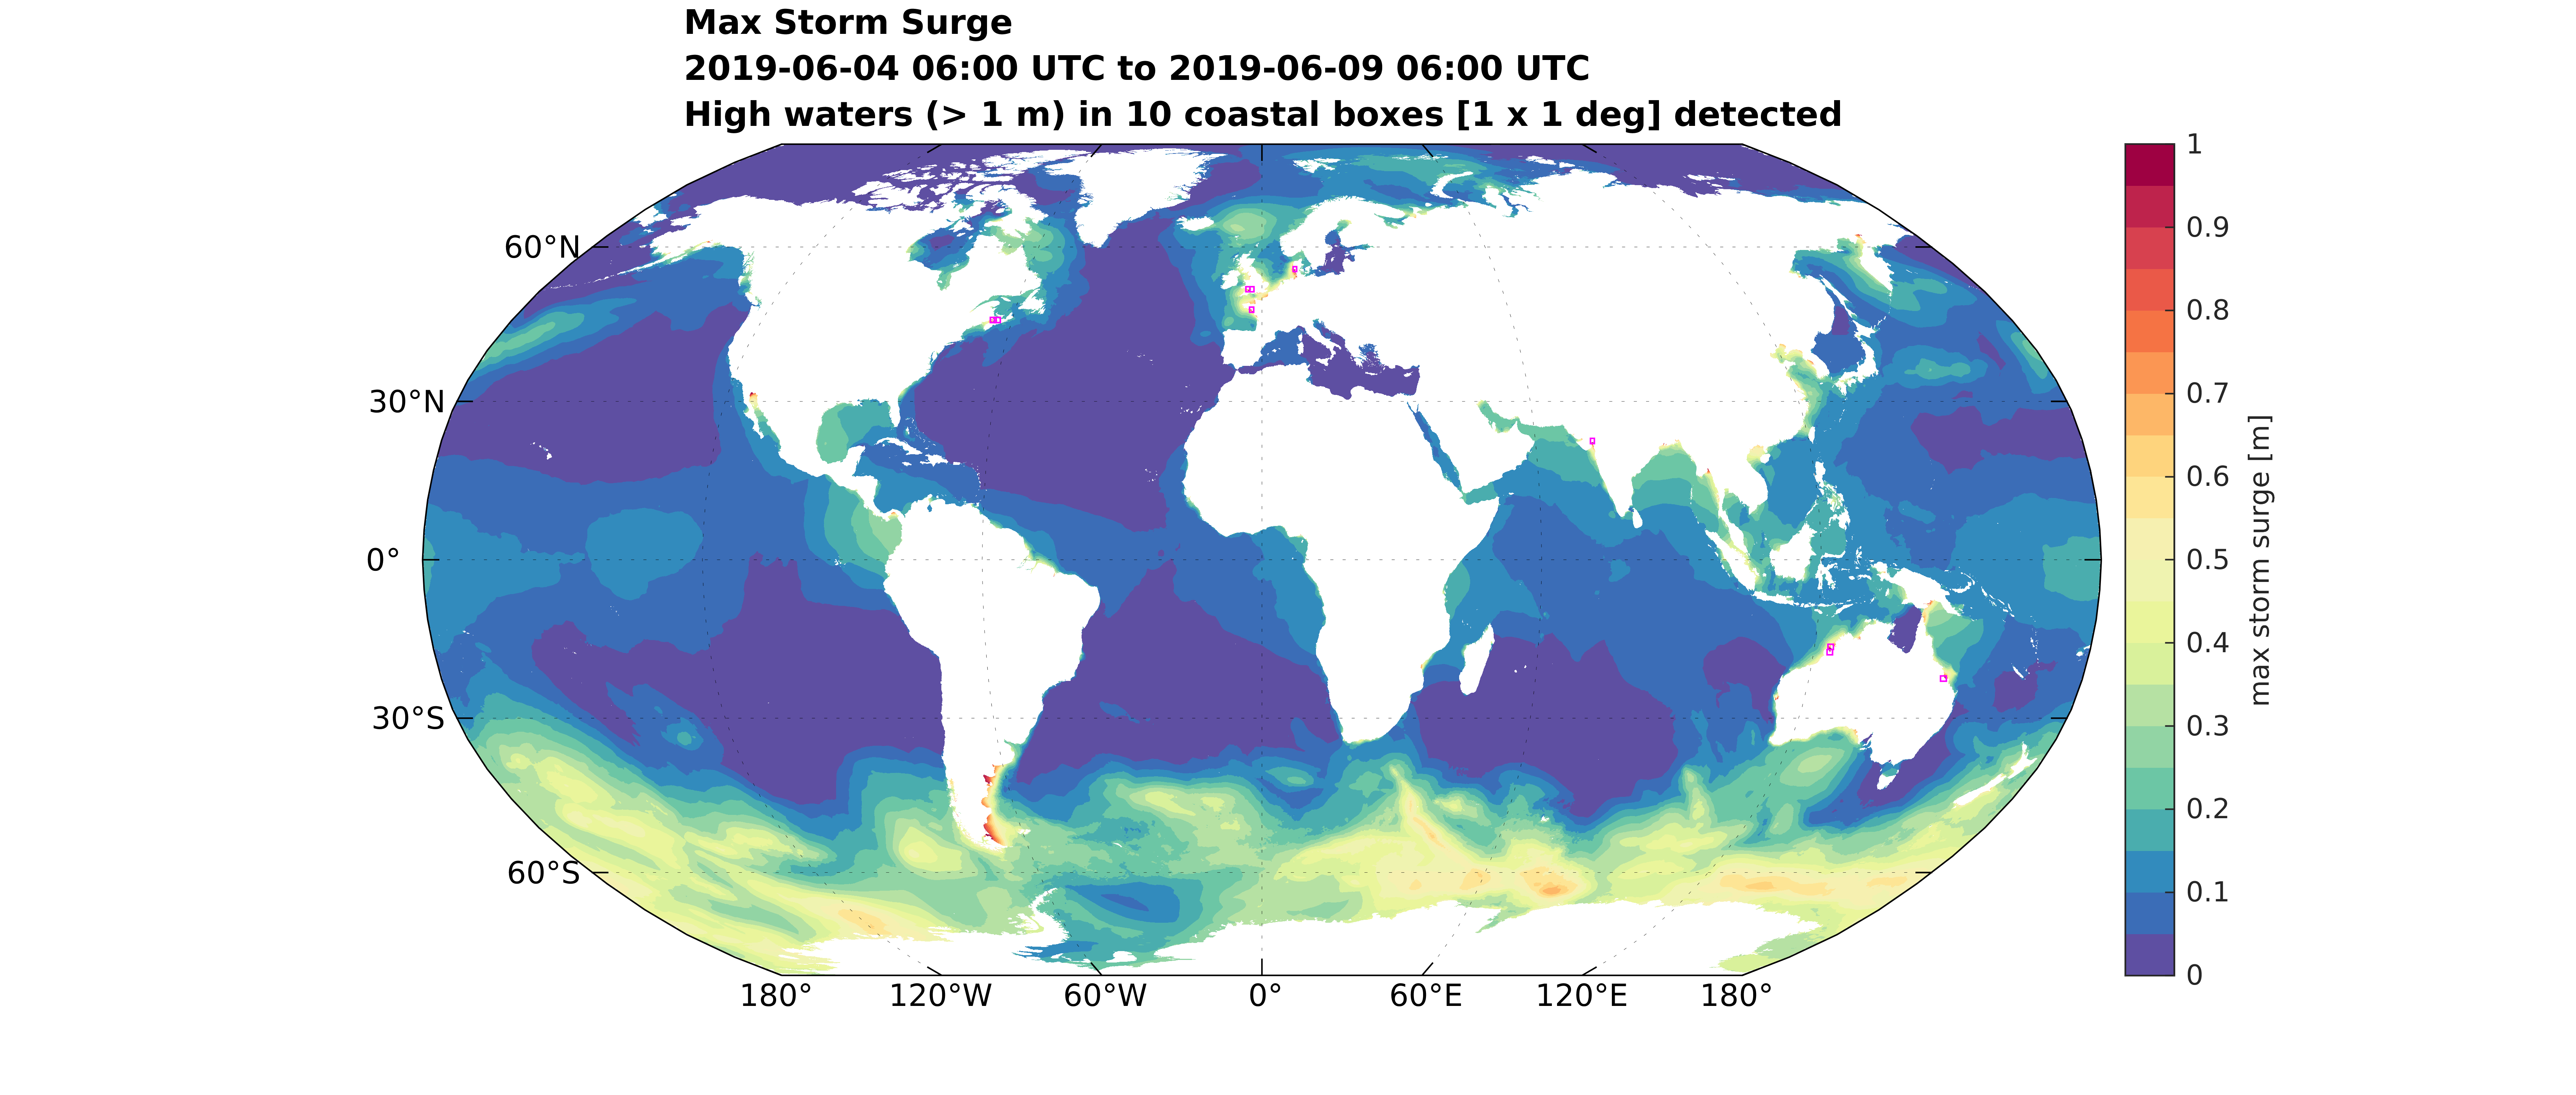 Max Storm Surge
2019-06-04 06:00 UTC to 2019-06-09 06:00 UTC
High waters (> 1 m) in 10 coastal boxes [1 x 1 deg] detected
60°N
30°N
0°
30°S
60°S
180°
120°W
60°W
0°
60°E
120°E
180°
1
0.9
0.8
0.7
0.6
0.5
0.4
0.3
0.2
0.1
0
max storm surge [m]